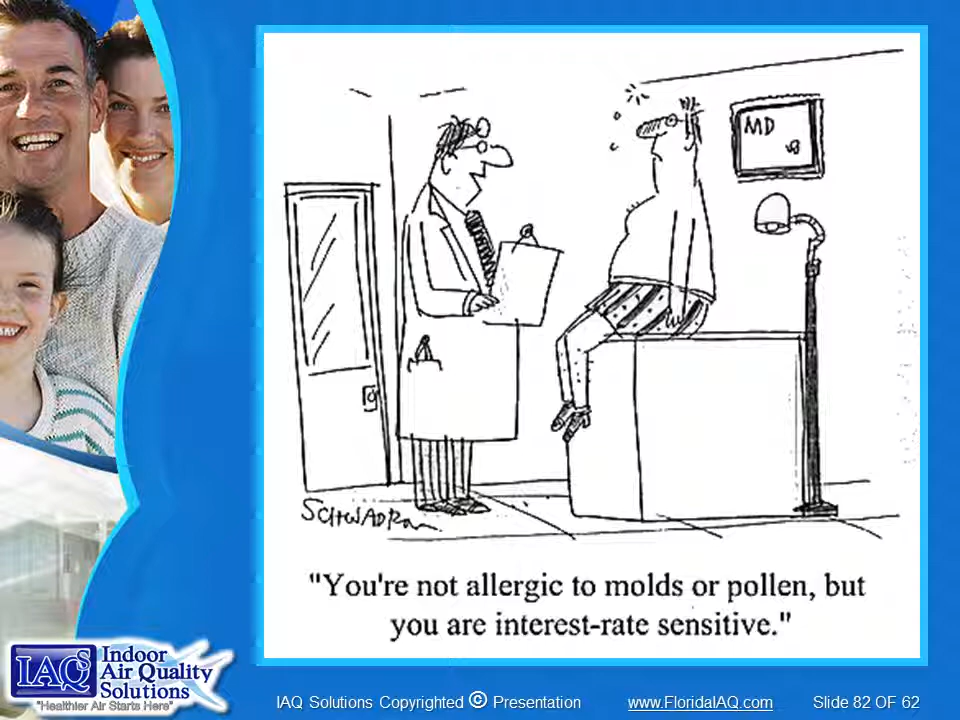 MD
SCHWADRON
"You're not allergic to molds or pollen, but
you are interest-rate sensitive."
IAQS
Indoor
Air Quality
Solutions
"Healthier Air Starts Here"
IAQ Solutions Copyrighted © Presentation www.FloridaIAQ.com Slide 82 OF 62